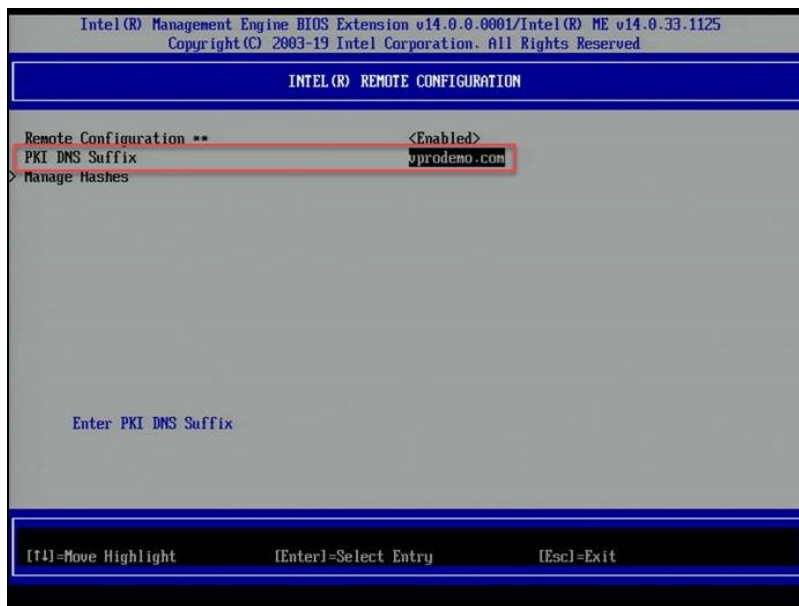 Intel(R) Management Engine BIOS Extension v14.0.0.0001/Intel(R) ME v14.0.33.1125
Copyright(C) 2003-19 Intel Corporation. All Rights Reserved
INTEL(R) REMOTE CONFIGURATION
Remote Configuration ** <Enabled>
PKI DNS Suffix vprodemo.com
> Manage Hashes
Enter PKI DNS Suffix
[↑↓]=Move Highlight [Enter]=Select Entry [Esc]=Exit